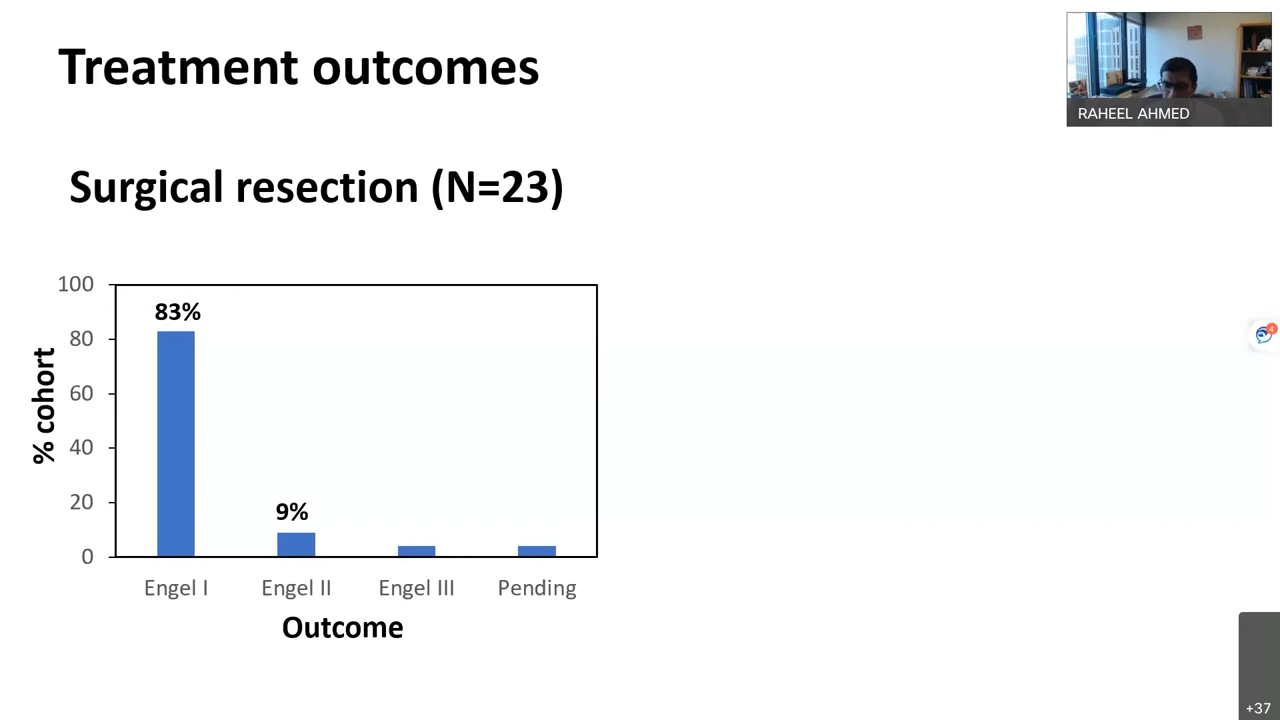 Treatment outcomes
RAHEEL AHMED
Surgical resection (N=23)
100
83%
80
60
% cohort
40
20
9%
0
Engel I Engel II Engel III Pending
Outcome
4
+37